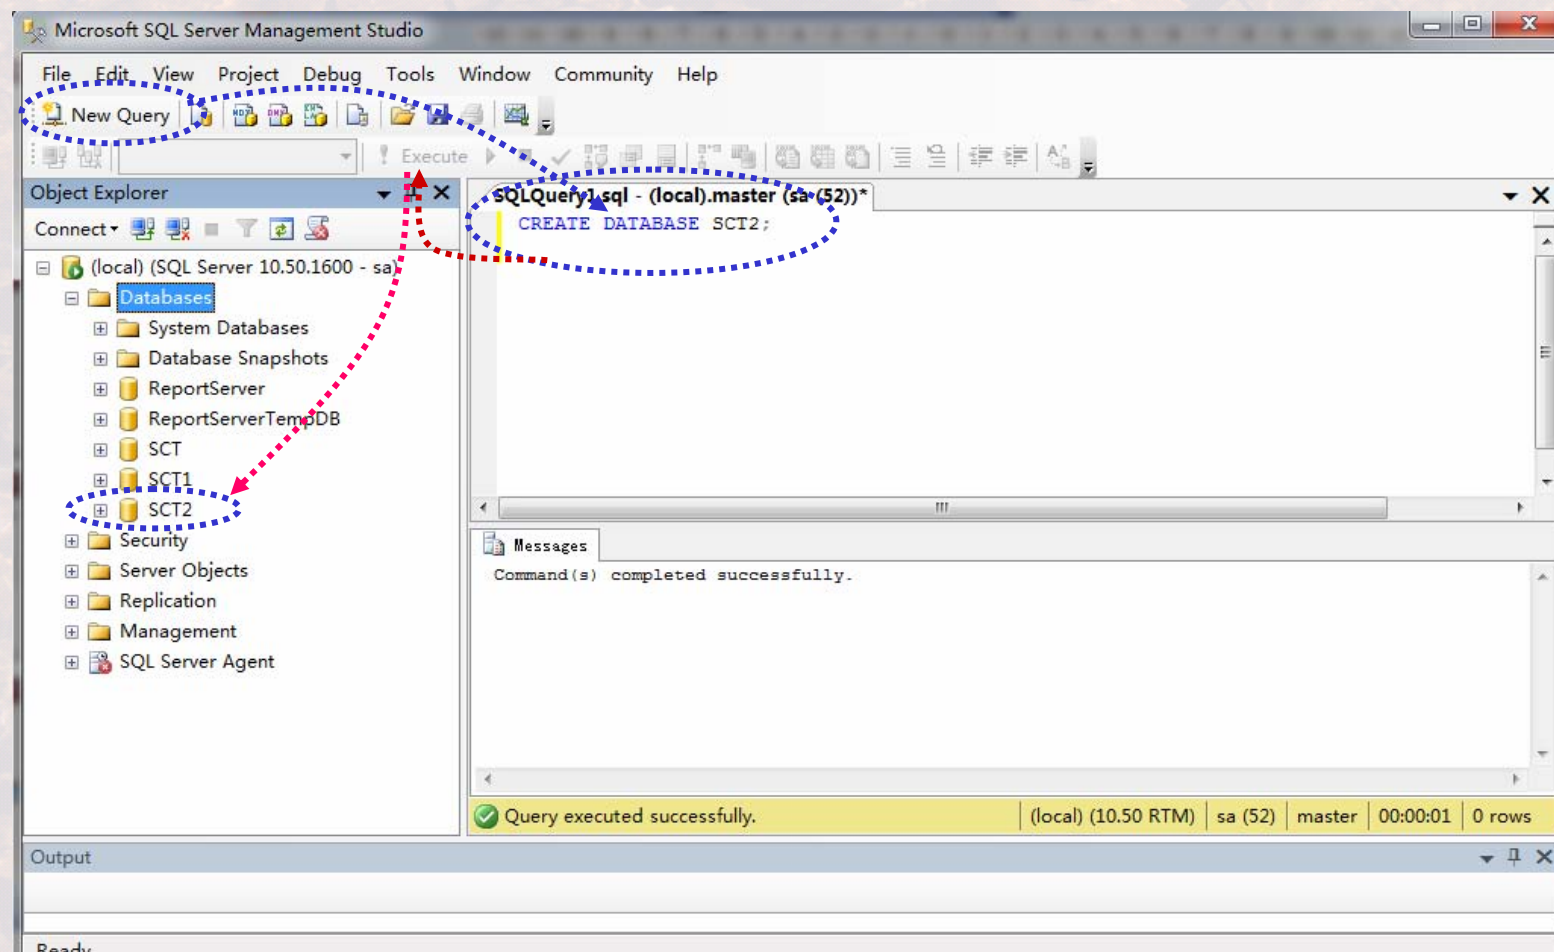 Microsoft SQL Server Management Studio
File Edit View Project Debug Tools Window Community Help
New Query
Execute
Object Explorer
SQLQuery1.sql - (local).master (sa (52))*
Connect
CREATE DATABASE SCT2;
(local) (SQL Server 10.50.1600 - sa)
Databases
System Databases
Database Snapshots
ReportServer
ReportServerTempDB
SCT
SCT1
SCT2
Security
Server Objects
Replication
Management
SQL Server Agent
Messages
Command(s) completed successfully.
Query executed successfully. (local) (10.50 RTM) sa (52) master 00:00:01 0 rows
Output
Ready